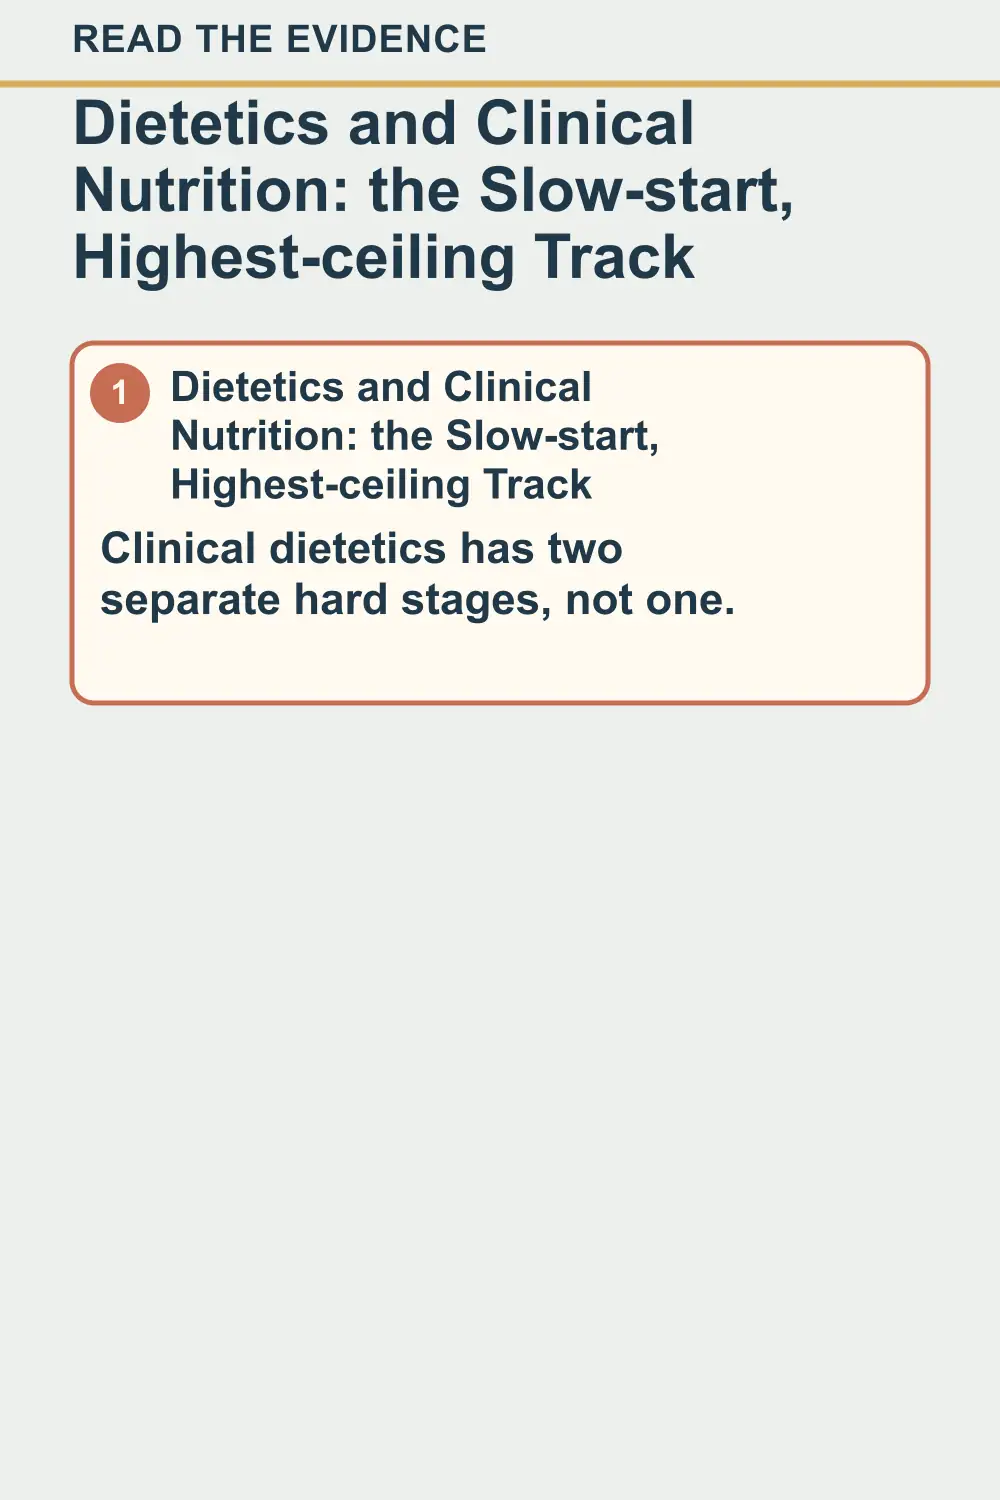 READ THE EVIDENCE
Dietetics and Clinical
Nutrition: the Slow-start,
Highest-ceiling Track
1
Dietetics and Clinical
Nutrition: the Slow-start,
Highest-ceiling Track
Clinical dietetics has two
separate hard stages, not one.